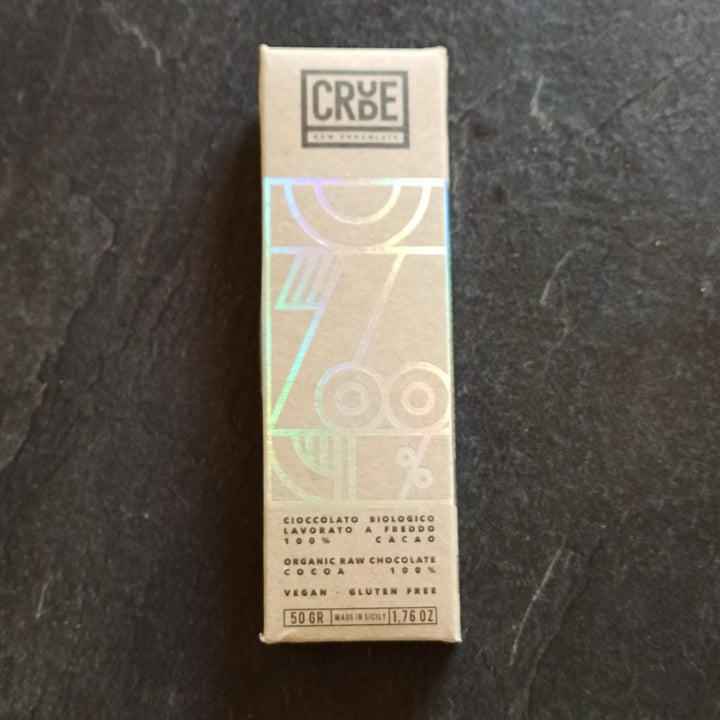 CRUDE
RAW CHOCOLATE
100
%
CIOCCOLATO BIOLOGICO
LAVORATO A FREDDO
100% CACAO
ORGANIC RAW CHOCOLATE
COCOA 100%
VEGAN - GLUTEN FREE
50 GR MADE IN SICILY 1,76 OZ